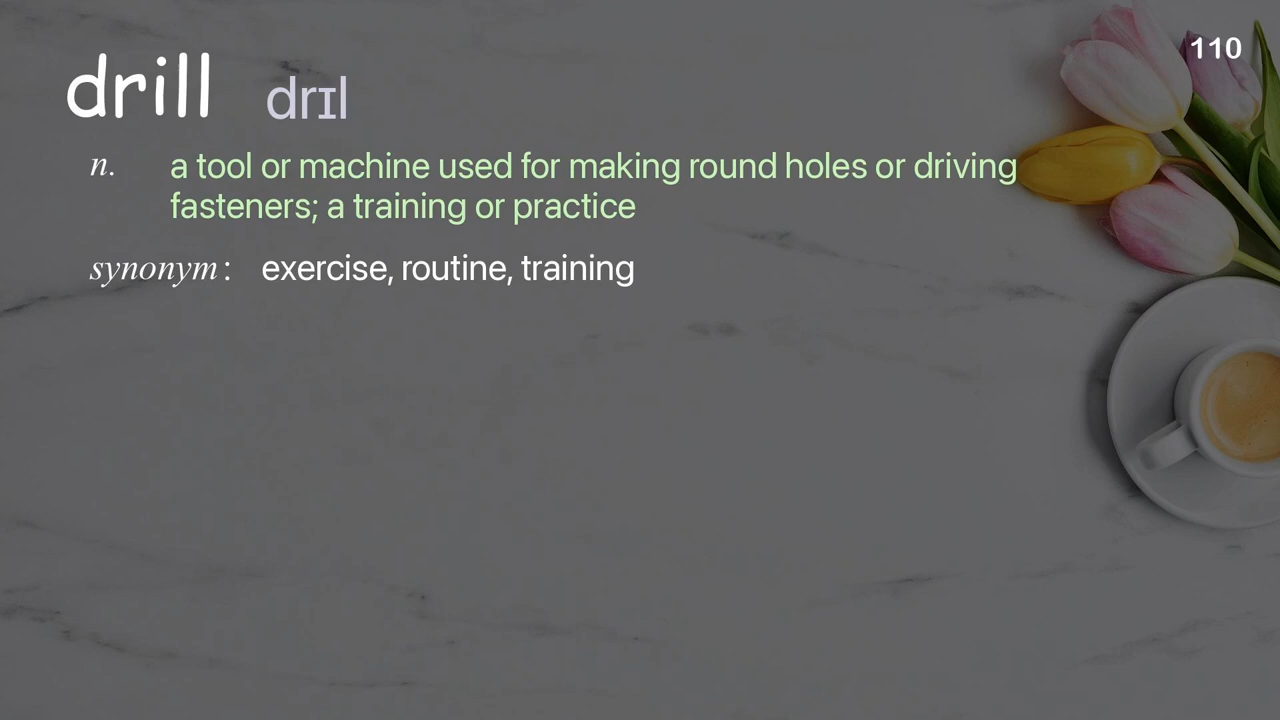 110
drill drɪl
n. a tool or machine used for making round holes or driving
fasteners; a training or practice
synonym: exercise, routine, training